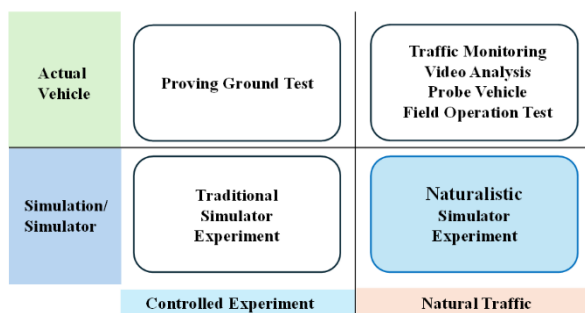 Actual
Vehicle
Proving Ground Test
Traffic Monitoring
Video Analysis
Probe Vehicle
Field Operation Test
Simulation/
Simulator
Traditional
Simulator
Experiment
Naturalistic
Simulator
Experiment
Controlled Experiment
Natural Traffic